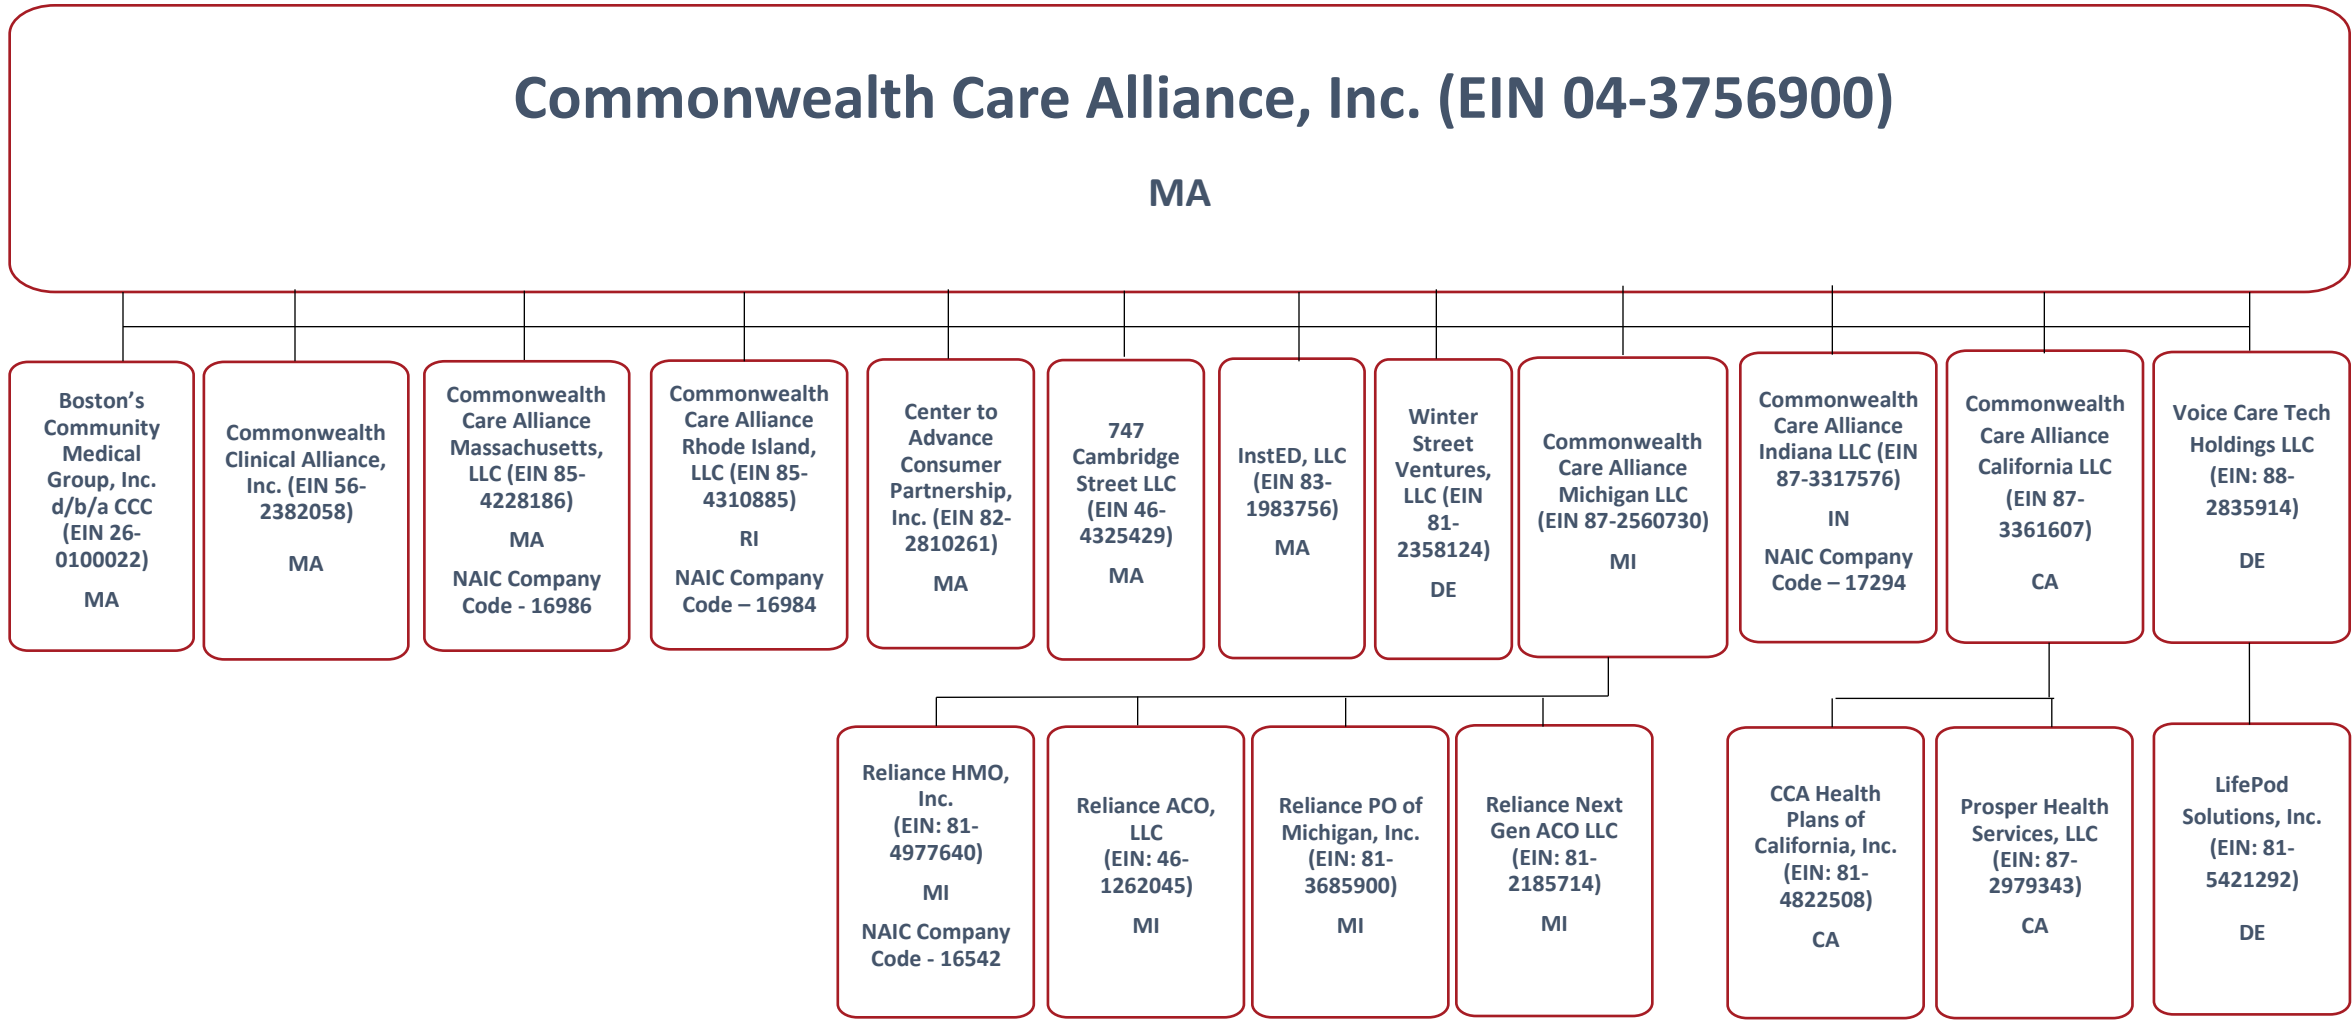 Commonwealth Care Alliance, Inc. (EIN 04-3756900)
MA
Boston’s
Community
Medical
Group, Inc.
d/b/a CCC
(EIN 26-
0100022)
MA
Commonwealth
Clinical Alliance,
Inc. (EIN 56-
2382058)
MA
Commonwealth
Care Alliance
Massachusetts,
LLC (EIN 85-
4228186)
MA
NAIC Company
Code - 16986
Commonwealth
Care Alliance
Rhode Island,
LLC (EIN 85-
4310885)
RI
NAIC Company
Code – 16984
Center to
Advance
Consumer
Partnership,
Inc. (EIN 82-
2810261)
MA
747
Cambridge
Street LLC
(EIN 46-
4325429)
MA
InstED, LLC
(EIN 83-
1983756)
MA
Winter
Street
Ventures,
LLC (EIN
81-
2358124)
DE
Commonwealth
Care Alliance
Michigan LLC
(EIN 87-2560730)
MI
Commonwealth
Care Alliance
Indiana LLC (EIN
87-3317576)
IN
NAIC Company
Code – 17294
Commonwealth
Care Alliance
California LLC
(EIN 87-
3361607)
CA
Voice Care Tech
Holdings LLC
(EIN: 88-
2835914)
DE
Reliance HMO,
Inc.
(EIN: 81-
4977640)
MI
NAIC Company
Code - 16542
Reliance ACO,
LLC
(EIN: 46-
1262045)
MI
Reliance PO of
Michigan, Inc.
(EIN: 81-
3685900)
MI
Reliance Next
Gen ACO LLC
(EIN: 81-
2185714)
MI
CCA Health
Plans of
California, Inc.
(EIN: 81-
4822508)
CA
Prosper Health
Services, LLC
(EIN: 87-
2979343)
CA
LifePod
Solutions, Inc.
(EIN: 81-
5421292)
DE